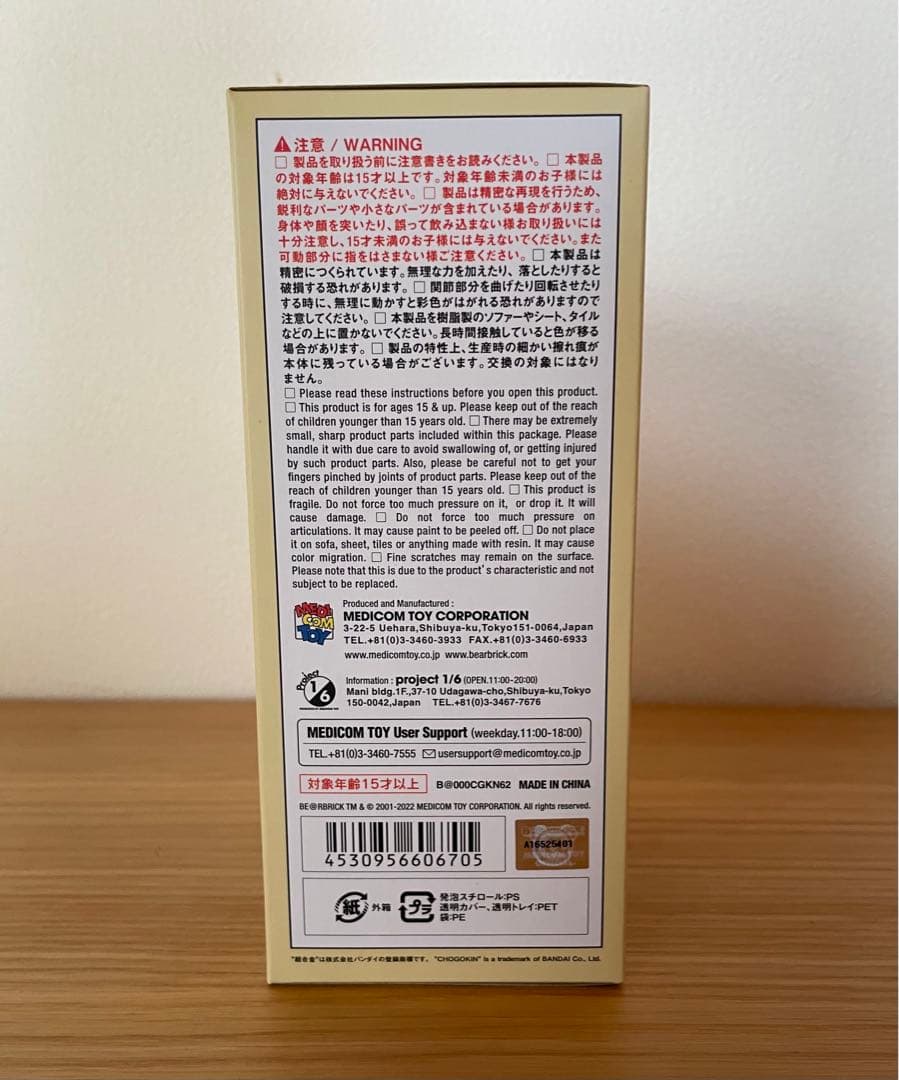 注意 / WARNING
□ 製品を取り扱う前に注意書きをお読みください。□ 本製品
の対象年齢は15才以上です。対象年齢未満のお子様には
絶対に与えないでください。□ 製品は精密な再現を行うため、
鋭利なパーツや小さなパーツが含まれている場合があります。
身体や顔を突いたり、誤って飲み込まない様お取り扱いには
十分注意し、15才未満のお子様には与えないでください。また
可動部分に指をはさまない様ご注意ください。□ 本製品は
精密につくられています。無理な力を加えたり、落としたりすると
破損する恐れがあります。□ 関節部分を曲げたり回転させたり
する時に、無理に動かすと彩色がはがれる恐れがありますので
注意してください。□ 本製品を樹脂製のソファーやシート、タイル
などの上に置かないでください。長時間接触していると色が移る
場合があります。□ 製品の特性上、生産時の細かい擦れ痕が
本体に残っている場合がございます。交換の対象にはなり
ません。
□ Please read these instructions before you open this product.
□ This product is for ages 15 & up. Please keep out of the reach
of children younger than 15 years old. □ There may be extremely
small, sharp product parts included within this package. Please
handle it with due care to avoid swallowing of, or getting injured
by such product parts. Also, please be careful not to get your
fingers pinched by joints of product parts. Please keep out of the
reach of children younger than 15 years old. □ This product is
fragile. Do not force too much pressure on it, or drop it. It will
cause damage. □ Do not force too much pressure on
articulations. It may cause paint to be peeled off. □ Do not place
it on sofa, sheet, tiles or anything made with resin. It may cause
color migration. □ Fine scratches may remain on the surface.
Please note that this is due to the product's characteristic and not
subject to be replaced.
MEDI
COM
TOY
Produced and Manufactured :
MEDICOM TOY CORPORATION
3-22-5 Uehara,Shibuya-ku,Tokyo151-0064,Japan
TEL.+81(0)3-3460-3933 FAX.+81(0)3-3460-6933
www.medicomtoy.co.jp www.bearbrick.com
Project
1/6
Information : project 1/6 (OPEN.11:00-20:00)
Mani bldg.1F.,37-10 Udagawa-cho,Shibuya-ku,Tokyo
150-0042,Japan TEL.+81(0)3-3467-7676
MEDICOM TOY User Support (weekday.11:00-18:00)
TEL.+81(0)3-3460-7555 usersupport@medicomtoy.co.jp
対象年齢15才以上 B@000CGKN62 MADE IN CHINA
BE@RBRICK TM & © 2001-2022 MEDICOM TOY CORPORATION. All rights reserved.
4530956606705
A16525401
紙 外箱
プラ
発泡スチロール:PS
透明カバー、透明トレイ:PET
袋:PE
"超合金"は株式会社バンダイの登録商標です。 "CHOGOKIN" is a trademark of BANDAI Co., Ltd.